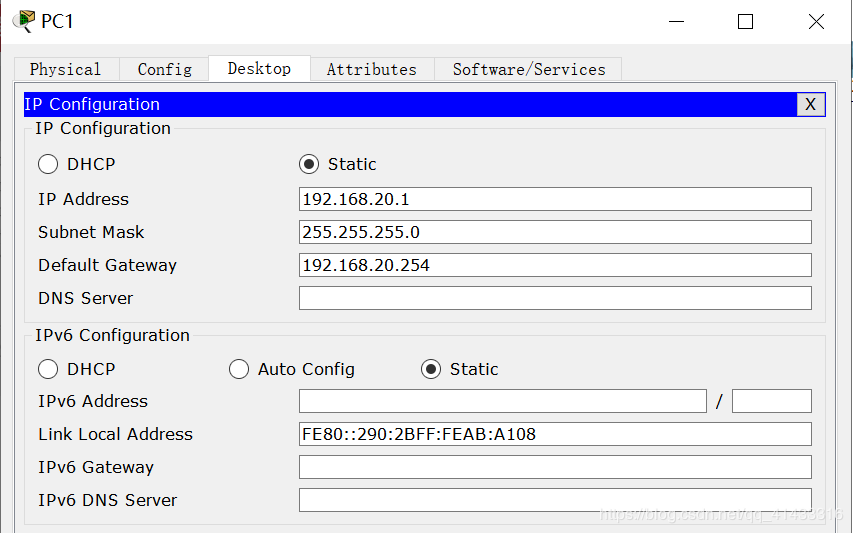 PC1
Physical Config Desktop Attributes Software/Services
IP Configuration X
IP Configuration
DHCP Static
IP Address 192.168.20.1
Subnet Mask 255.255.255.0
Default Gateway 192.168.20.254
DNS Server
IPv6 Configuration
DHCP Auto Config Static
IPv6 Address /
Link Local Address FE80::290:2BFF:FEAB:A108
IPv6 Gateway
IPv6 DNS Server
https://blog.csdn.net/qq_41433316